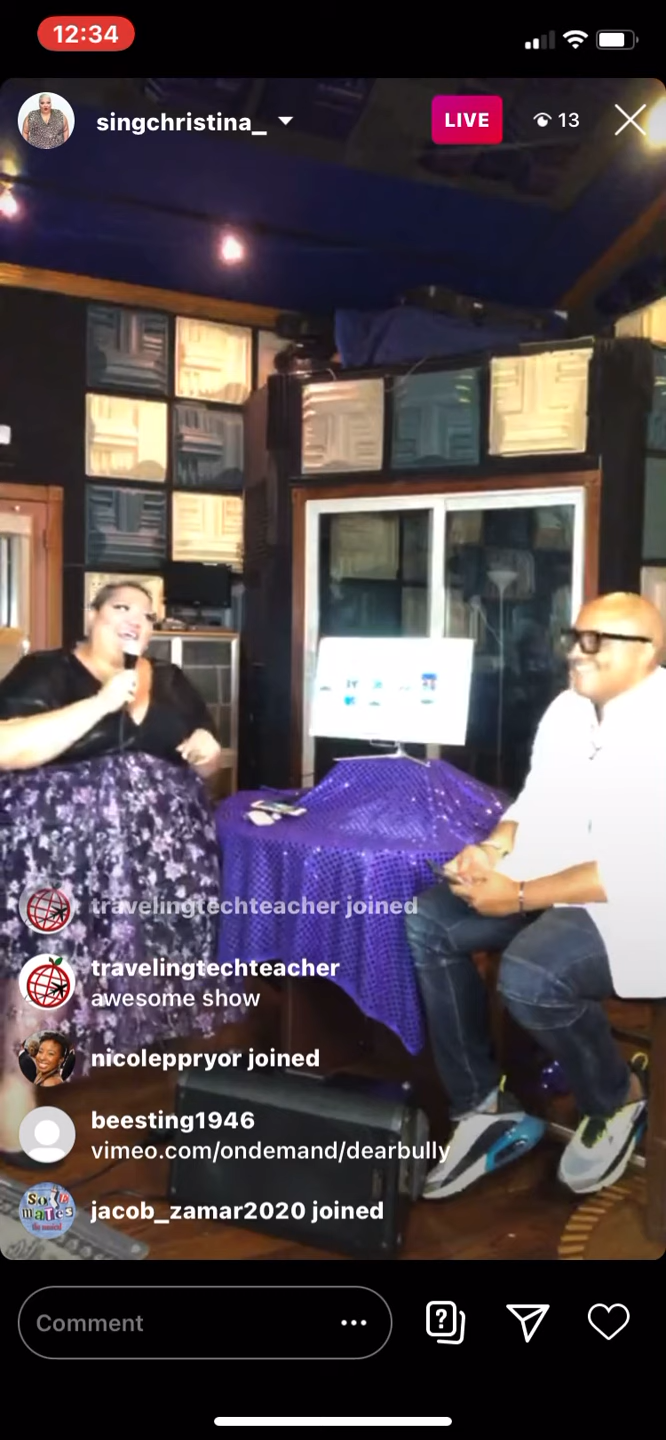 12:34
singchristina_
LIVE
13
travelingtechteacher joined
travelingtechteacher
awesome show
nicoleppryor joined
beesting1946
vimeo.com/ondemand/dearbully
jacob_zamar2020 joined
Comment